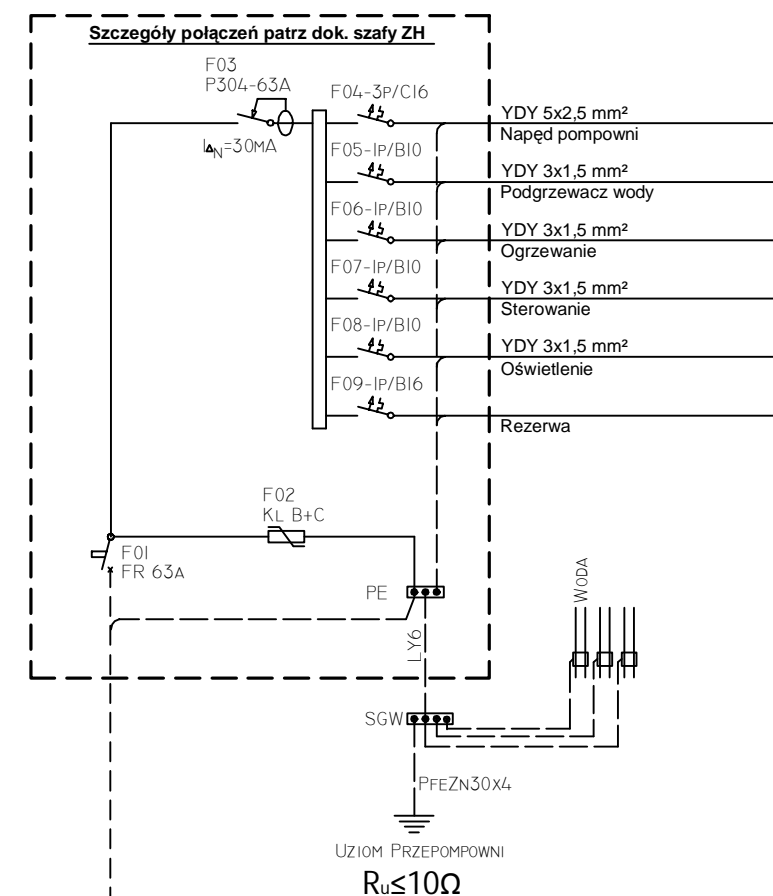 Szczegóły połączeń patrz dok. szafy ZH
F03
P304-63A
I∆N=30MA
F04-3P/C16
YDY 5x2,5 mm²
Napęd pompowni
F05-1P/B10
YDY 3x1,5 mm²
Podgrzewacz wody
F06-1P/B10
YDY 3x1,5 mm²
Ogrzewanie
F07-1P/B10
YDY 3x1,5 mm²
Sterowanie
F08-1P/B10
YDY 3x1,5 mm²
Oświetlenie
F09-1P/B16
Rezerwa
F02
KL B+C
F01
FR 63A
PE
LY6
WODA
SGW
PFEZN30X4
UZIOM PRZEPOMPOWNI
Ru≤10Ω